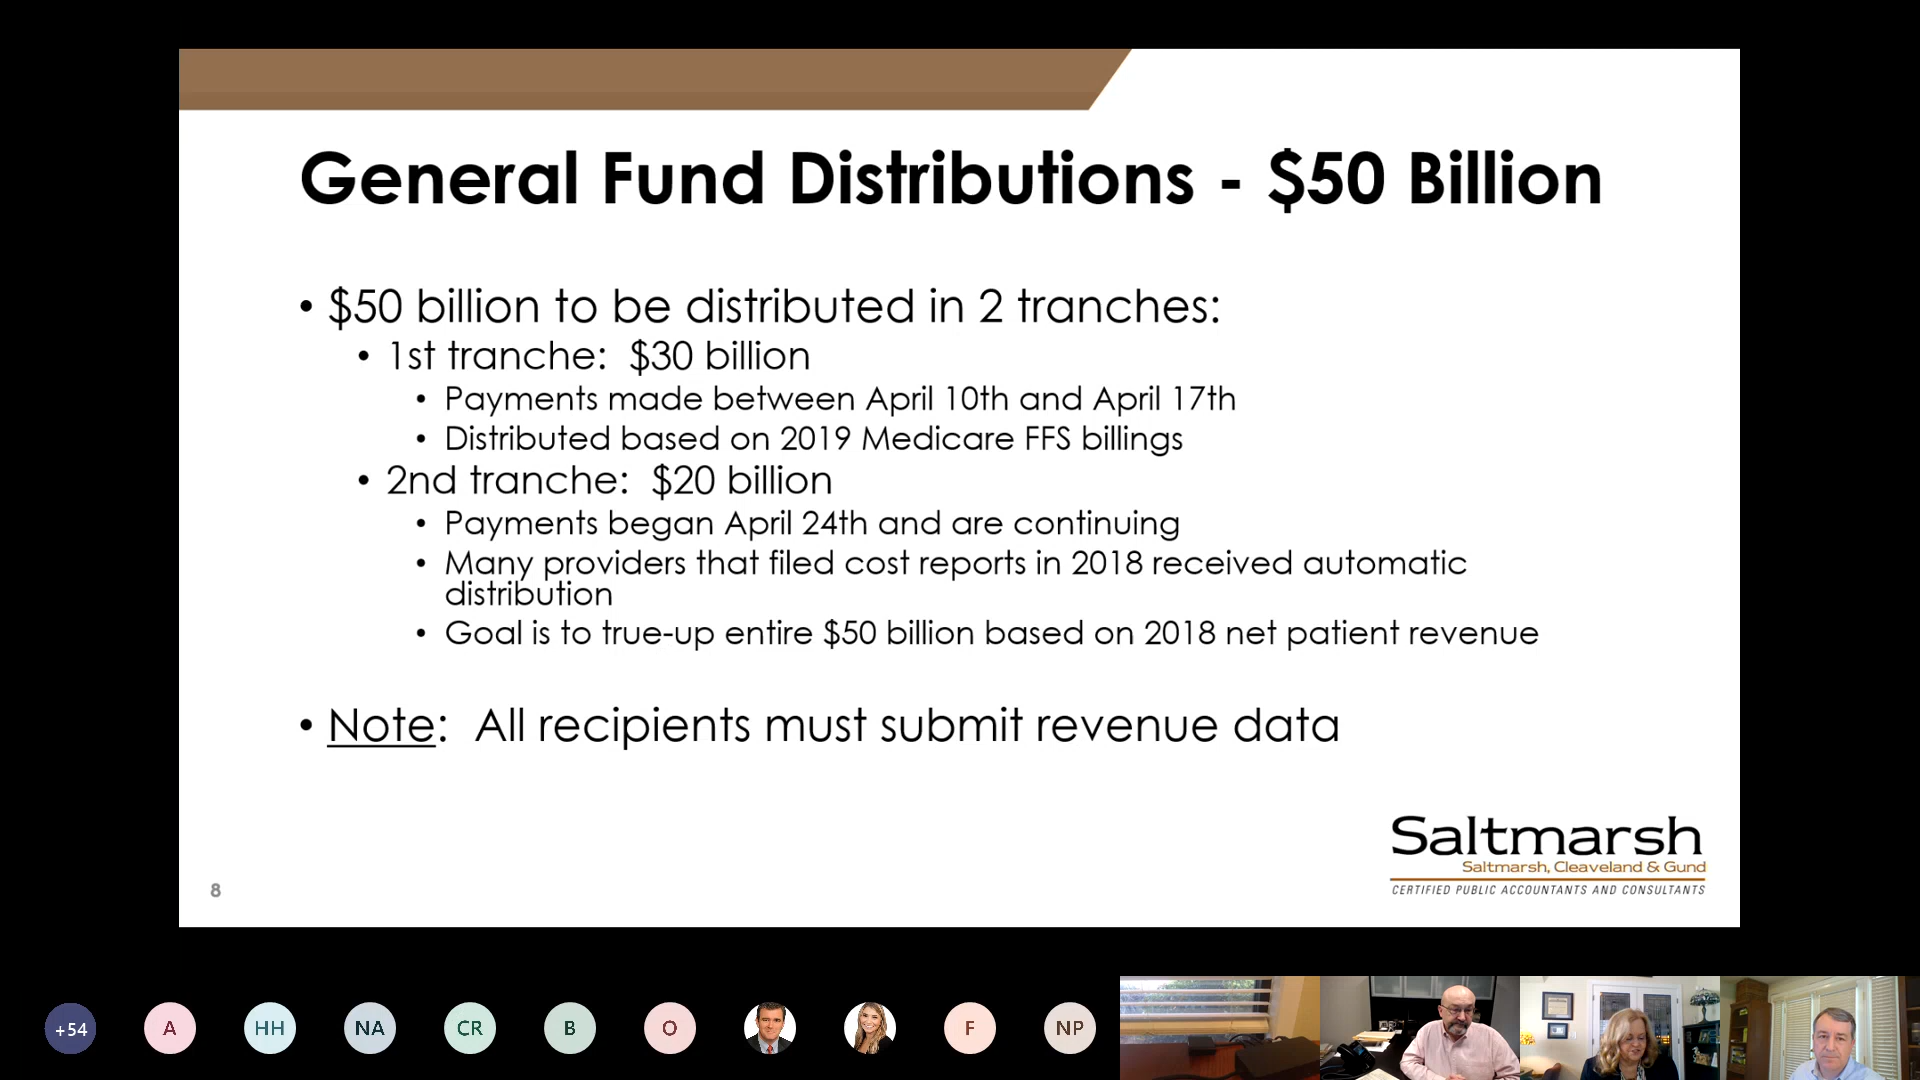 General Fund Distributions - $50 Billion
• $50 billion to be distributed in 2 tranches:
• 1st tranche:  $30 billion
• Payments made between April 10th and April 17th
• Distributed based on 2019 Medicare FFS billings
• 2nd tranche:  $20 billion
• Payments began April 24th and are continuing
• Many providers that filed cost reports in 2018 received automatic
distribution
• Goal is to true-up entire $50 billion based on 2018 net patient revenue
• Note:  All recipients must submit revenue data
Saltmarsh
Saltmarsh, Cleaveland & Gund
CERTIFIED PUBLIC ACCOUNTANTS AND CONSULTANTS
8
+54 A HH NA CR B O F NP